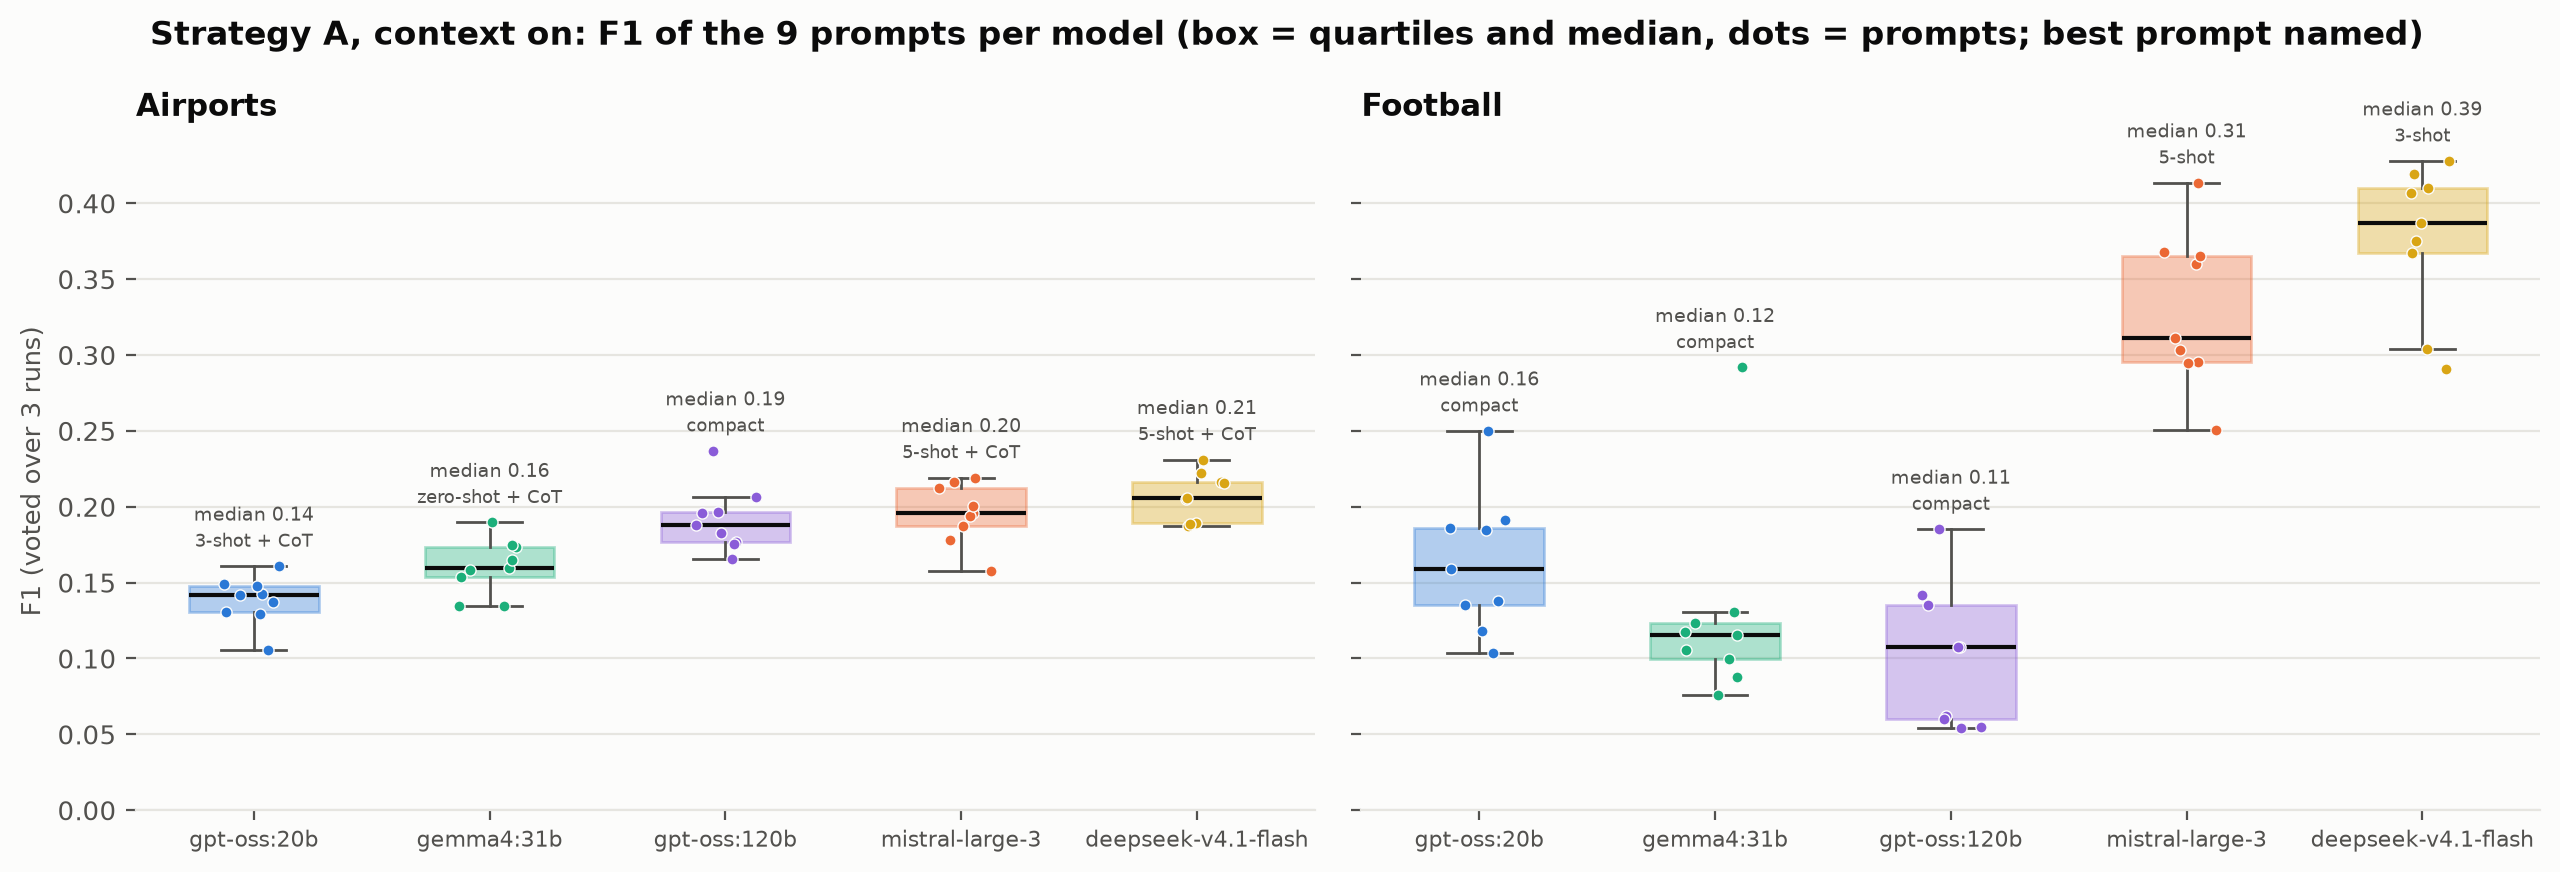 Strategy A, context on: F1 of the 9 prompts per model (box = quartiles and median, dots = prompts; best prompt named)
Airports
F1 (voted over 3 runs)
0.40
0.35
0.30
0.25
0.20
0.15
0.10
0.05
0.00
median 0.14
3-shot + CoT
median 0.16
zero-shot + CoT
median 0.19
compact
median 0.20
5-shot + CoT
median 0.21
5-shot + CoT
gpt-oss:20b
gemma4:31b
gpt-oss:120b
mistral-large-3
deepseek-v4.1-flash
Football
median 0.16
compact
median 0.12
compact
median 0.11
compact
median 0.31
5-shot
median 0.39
3-shot
gpt-oss:20b
gemma4:31b
gpt-oss:120b
mistral-large-3
deepseek-v4.1-flash